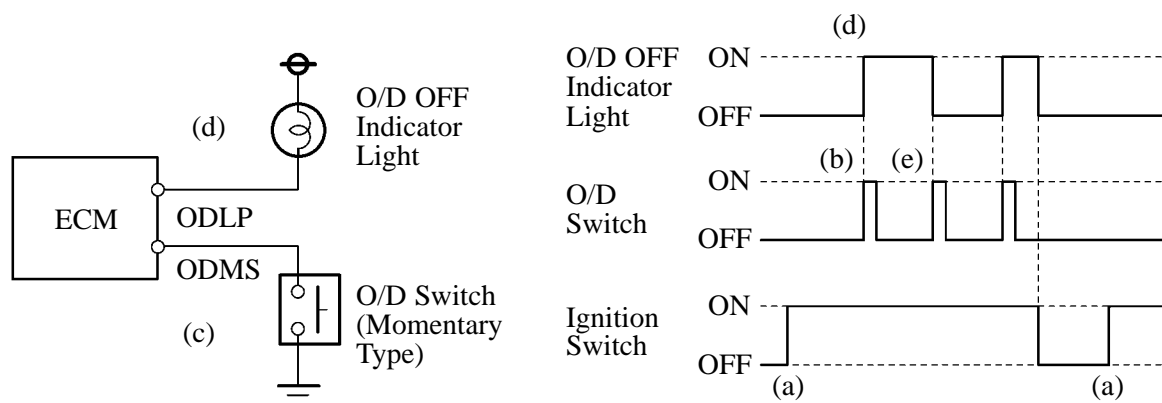 (d)
O/D OFF
Indicator
Light
ECM
ODLP
ODMS
(c)
O/D Switch
(Momentary
Type)
(d)
O/D OFF
Indicator
Light
ON
OFF
(b)
(e)
O/D
Switch
ON
OFF
Ignition
Switch
ON
OFF
(a)
(a)